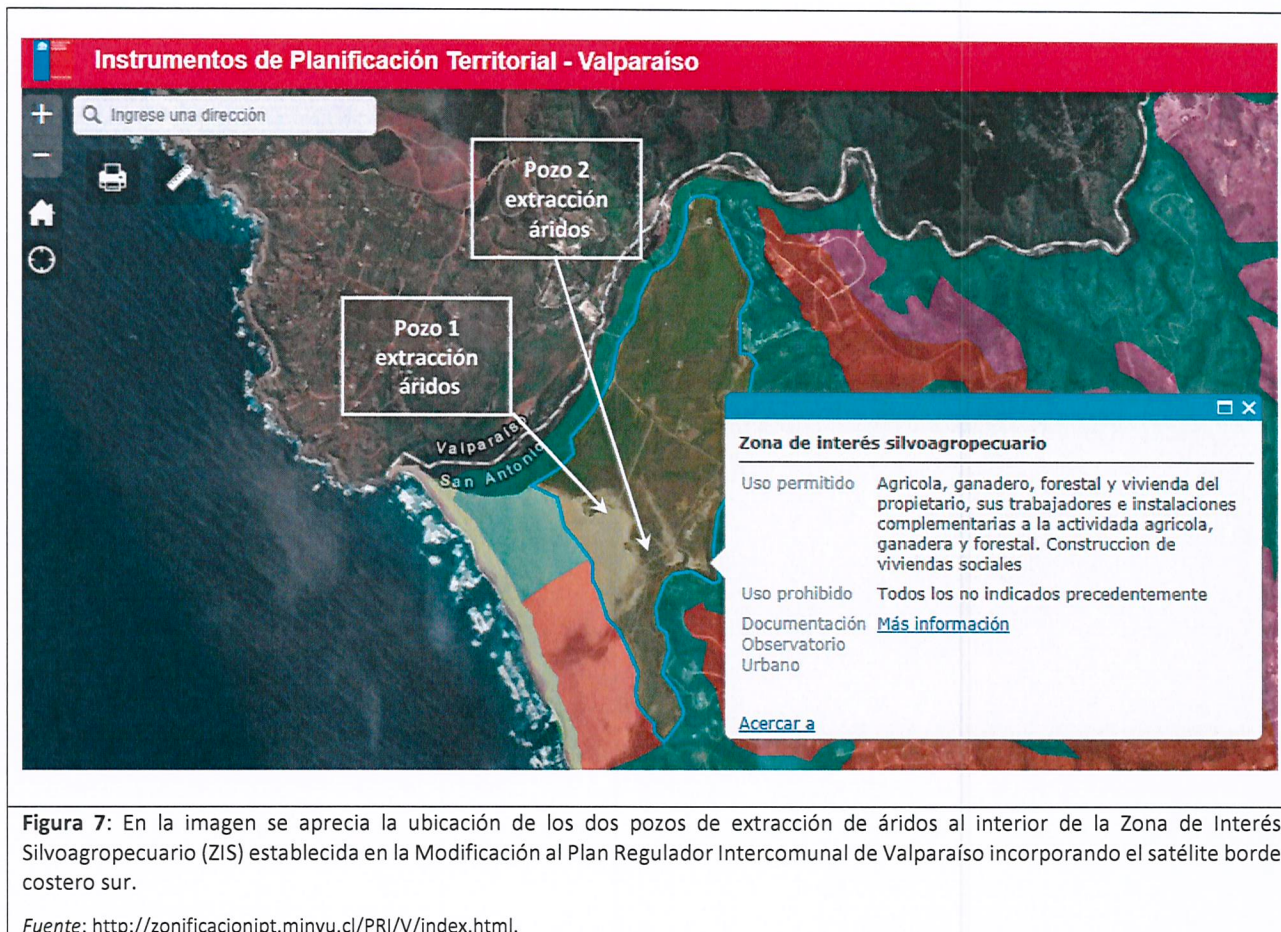 Instrumentos de Planificación Territorial - Valparaíso
Ingrese una dirección
Pozo 2
extracción
áridos
Pozo 1
extracción
áridos
Valparaíso
San Antonio
Zona de interés silvoagropecuario
Uso permitido Agricola, ganadero, forestal y vivienda del
propietario, sus trabajadores e instalaciones
complementarias a la actividada agricola,
ganadera y forestal. Construccion de
viviendas sociales
Uso prohibido Todos los no indicados precedentemente
Documentación Más información
Observatorio
Urbano
Acercar a
Figura 7: En la imagen se aprecia la ubicación de los dos pozos de extracción de áridos al interior de la Zona de Interés
Silvoagropecuario (ZIS) establecida en la Modificación al Plan Regulador Intercomunal de Valparaíso incorporando el satélite borde
costero sur.
Fuente: http://zonificacionipt.minvu.cl/PRI/V/index.html.